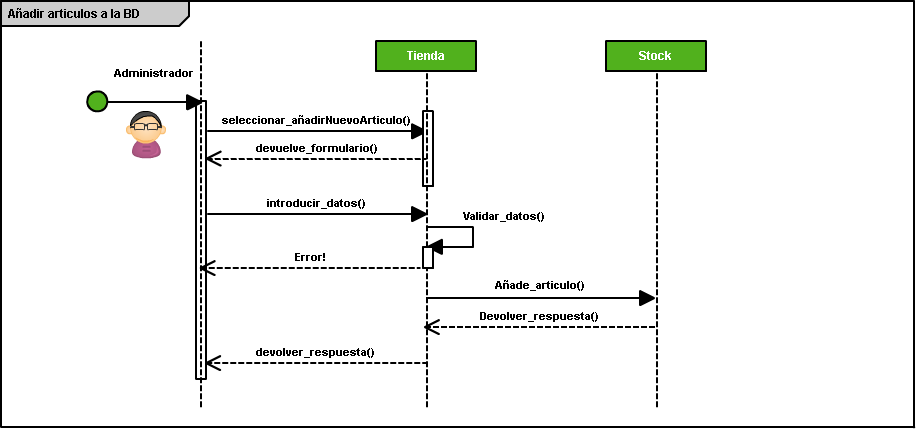 Añadir articulos a la BD
Tienda
Stock
Administrador
seleccionar_añadirNuevoArticulo()
devuelve_formulario()
introducir_datos()
Validar_datos()
Error!
Añade_articulo()
Devolver_respuesta()
devolver_respuesta()